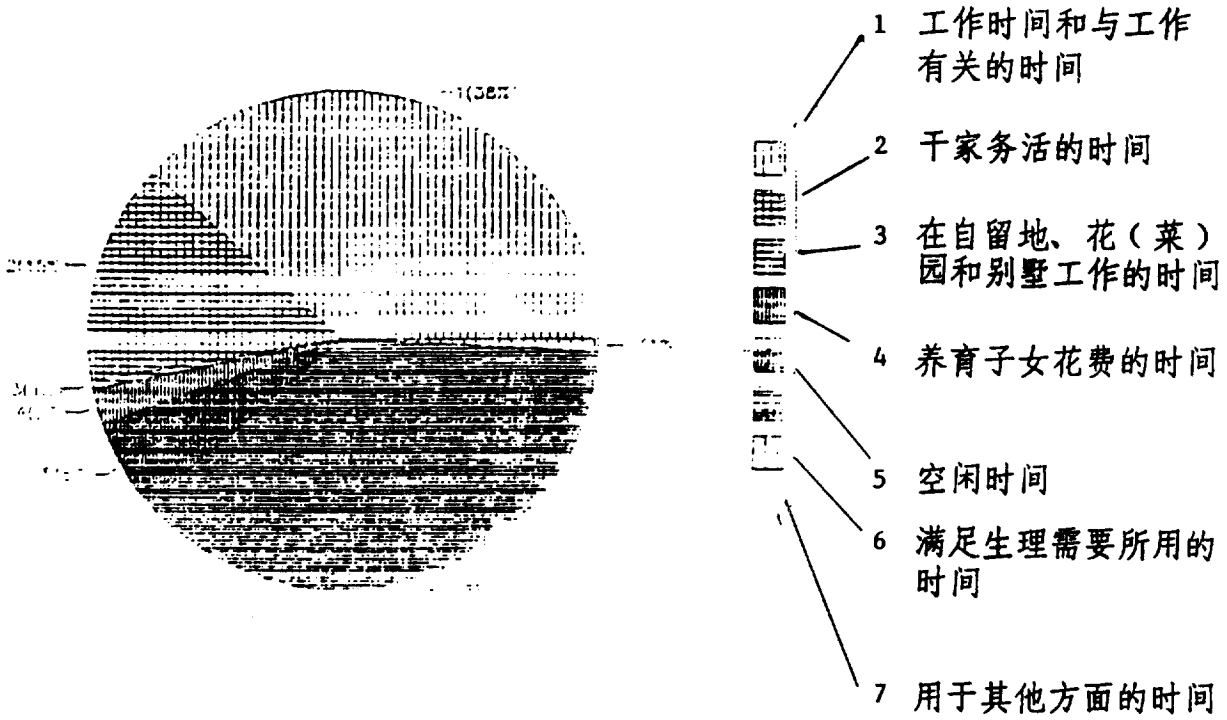 1 工作时间和与工作
有关的时间
2 干家务活的时间
3 在自留地、花(菜)
园和别墅工作的时间
4 养育子女花费的时间
5 空闲时间
6 满足生理需要所用的
时间
7 用于其他方面的时间